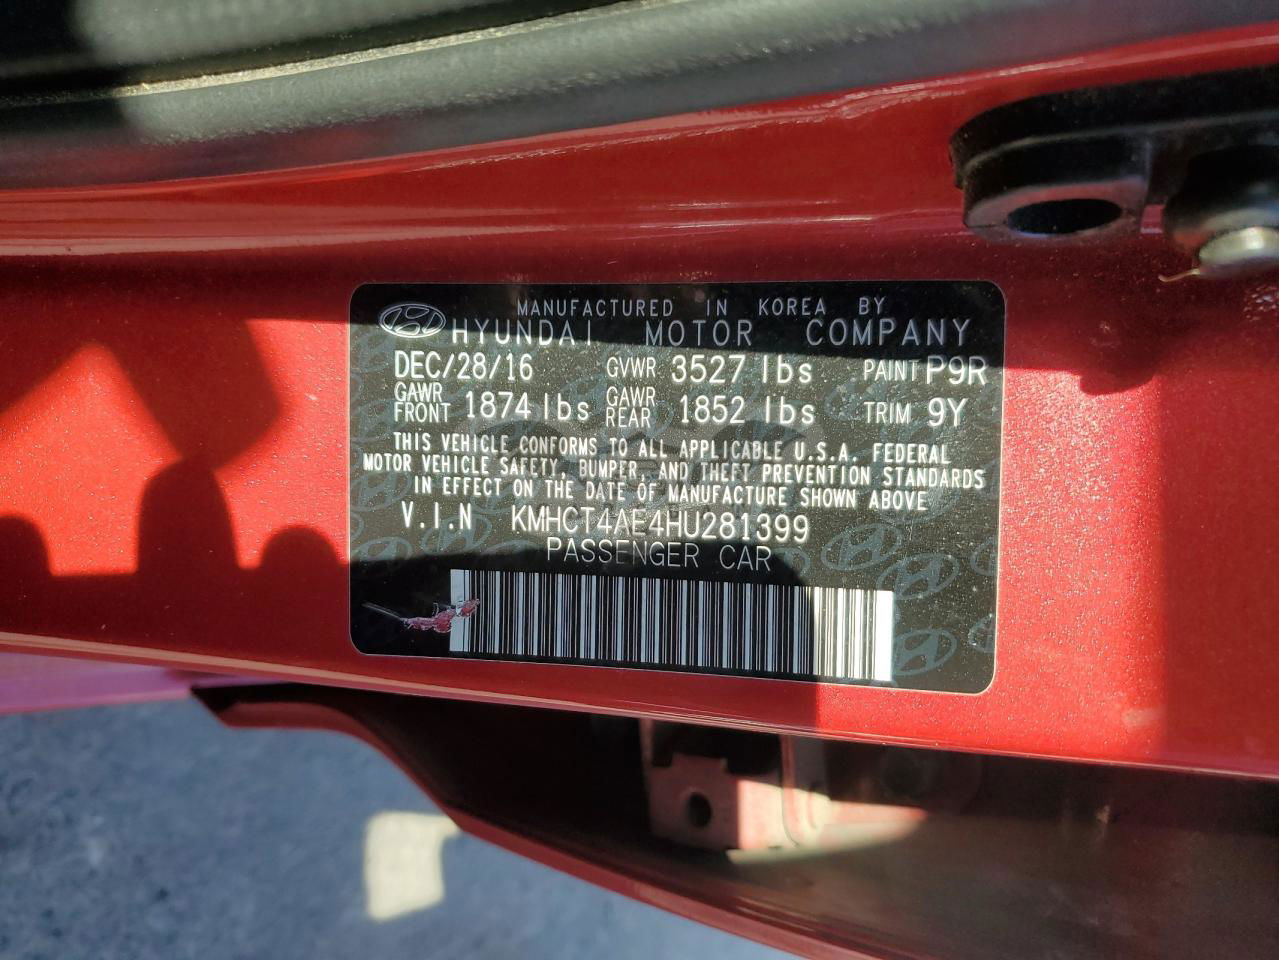 MANUFACTURED IN KOREA BY
HYUNDAI MOTOR COMPANY
DEC/28/16 GVWR 3527 lbs PAINT P9R
GAWR FRONT 1874 lbs GAWR REAR 1852 lbs TRIM 9Y
THIS VEHICLE CONFORMS TO ALL APPLICABLE U.S.A. FEDERAL
MOTOR VEHICLE SAFETY, BUMPER, AND THEFT PREVENTION STANDARDS
IN EFFECT ON THE DATE OF MANUFACTURE SHOWN ABOVE
V.I.N KMHCT4AE4HU281399
PASSENGER CAR